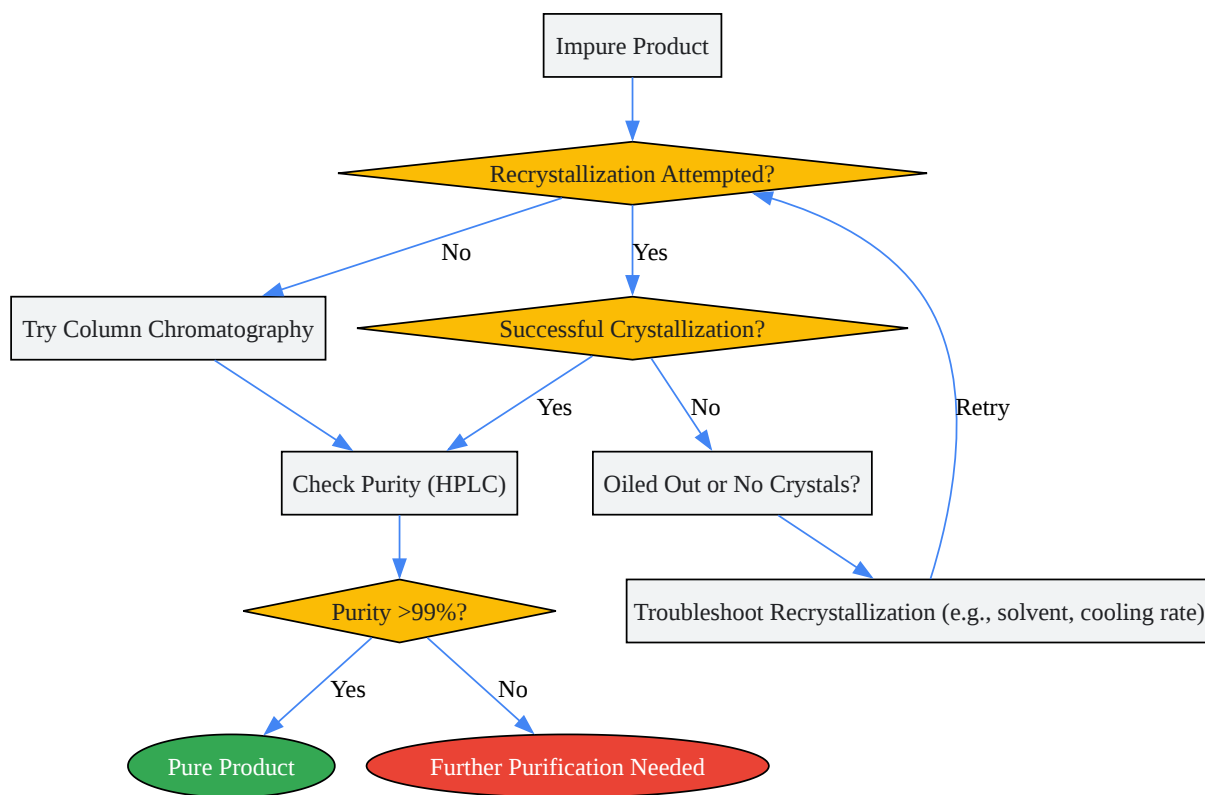 Impure Product
Recrystallization Attempted?
No
Yes
Try Column Chromatography
Successful Crystallization?
Yes
No
Retry
Check Purity (HPLC)
Oiled Out or No Crystals?
Purity >99%?
Troubleshoot Recrystallization (e.g., solvent, cooling rate)
Yes
No
Pure Product
Further Purification Needed